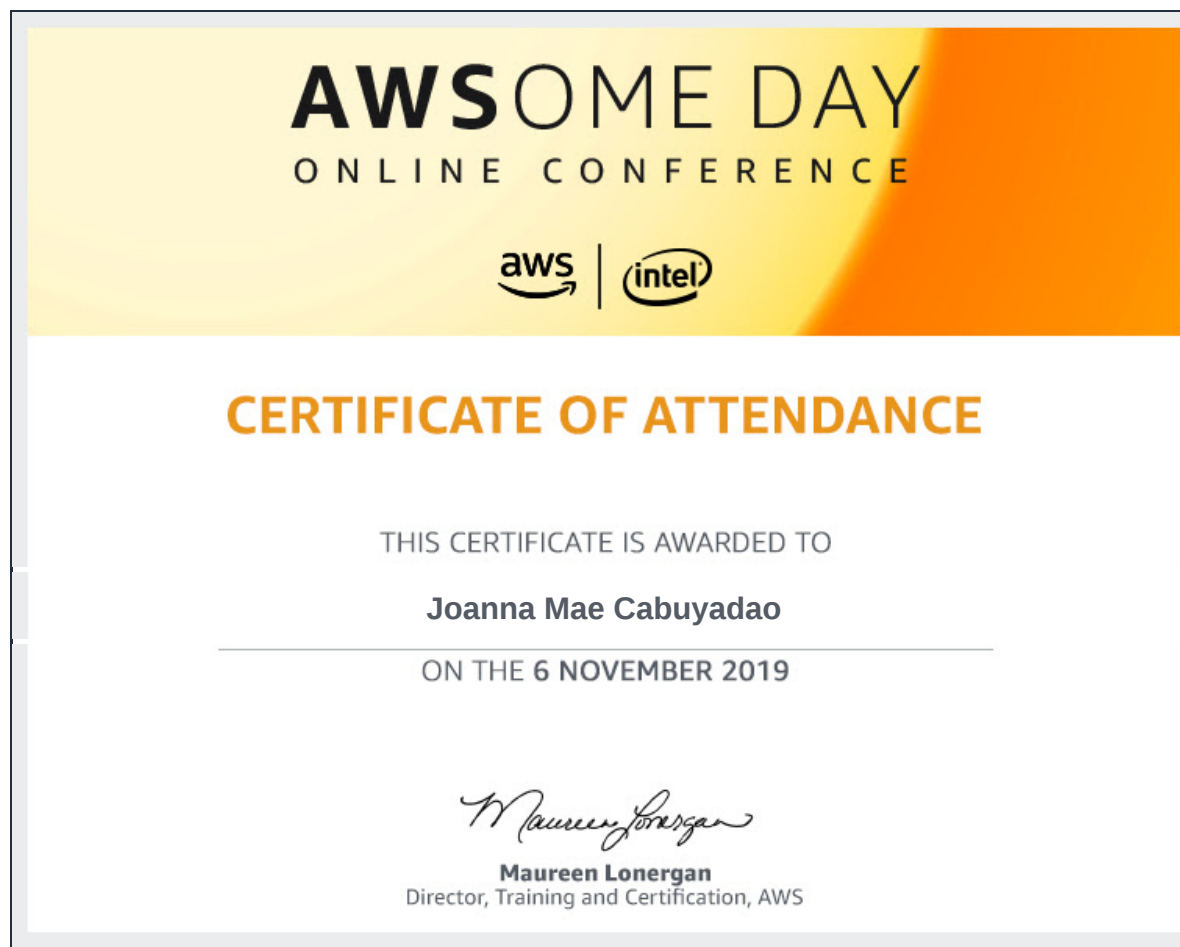 AWSOME DAY
ONLINE CONFERENCE
aws | intel
CERTIFICATE OF ATTENDANCE
THIS CERTIFICATE IS AWARDED TO
Joanna Mae Cabuyadao
ON THE 6 NOVEMBER 2019
Maureen Lonergan
Maureen Lonergan
Director, Training and Certification, AWS